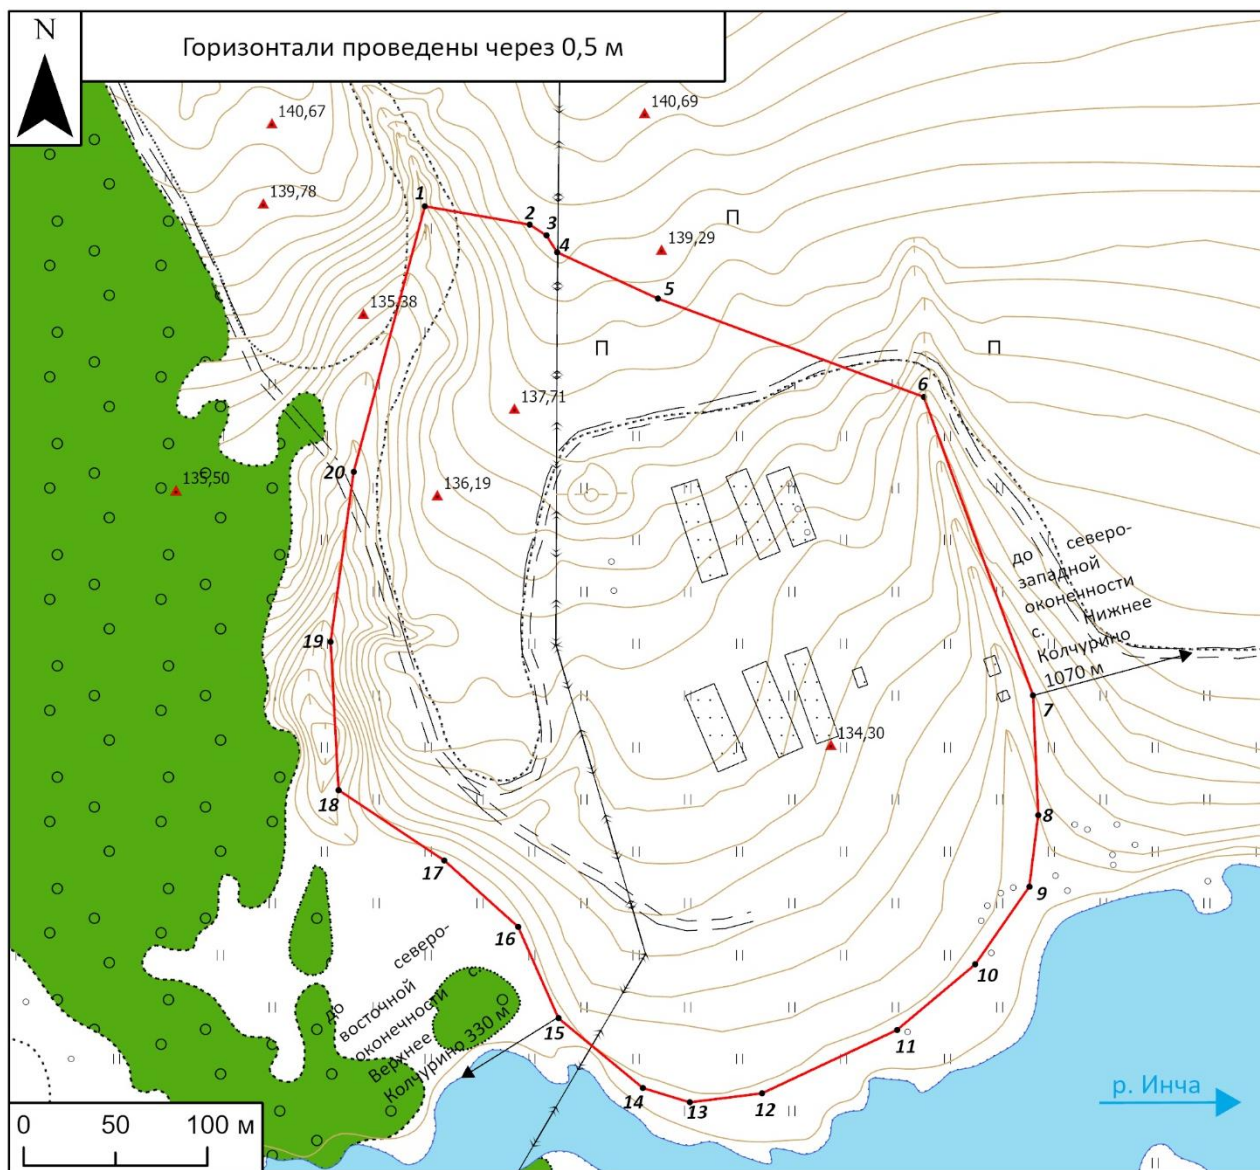 N
Горизонтали проведены через 0,5 м
140,67
140,69
139,78
1
2
3
4
П
139,29
5
135,38
П
П
6
137,71
20
135,50
136,19
до северо-
западной
оконечности
с. Нижнее
Колчурино
1070 м
19
7
134,30
18
8
17
9
16
10
до северо-
восточной
оконечности с.
Верхнее
Колчурино 330 м
15
11
14
13
12
р. Инча
0 50 100 м